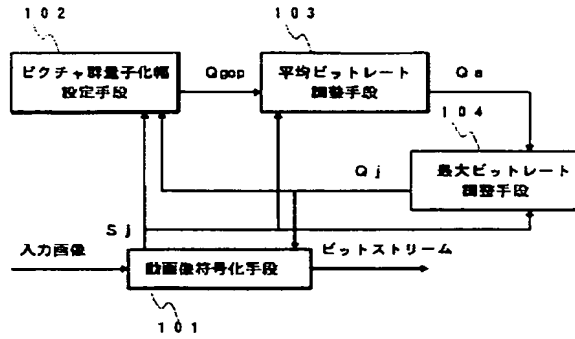 102
103
ピクチャ群量子化幅
設定手段
Qgop
平均ビットレート
調整手段
Qa
104
最大ビットレート
調整手段
Qj
Sj
入力画像
動画像符号化手段
ビットストリーム
101